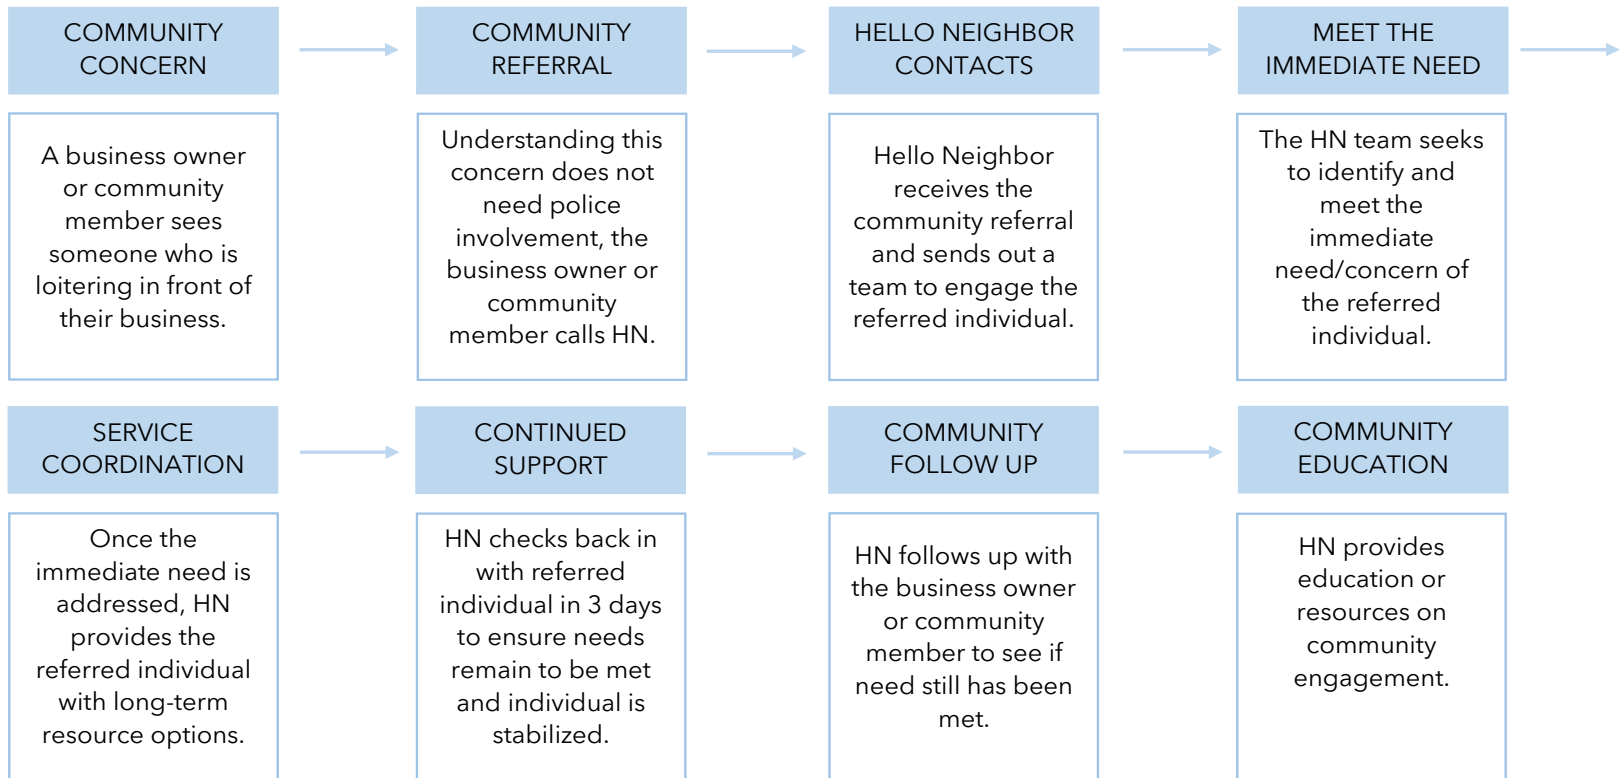 COMMUNITY
CONCERN
A business owner
or community
member sees
someone who is
loitering in front of
their business.
COMMUNITY
REFERRAL
Understanding this
concern does not
need police
involvement, the
business owner or
community
member calls HN.
HELLO NEIGHBOR
CONTACTS
Hello Neighbor
receives the
community referral
and sends out a
team to engage the
referred individual.
MEET THE
IMMEDIATE NEED
The HN team seeks
to identify and
meet the
immediate
need/concern of
the referred
individual.
SERVICE
COORDINATION
Once the
immediate need is
addressed, HN
provides the
referred individual
with long-term
resource options.
CONTINUED
SUPPORT
HN checks back in
with referred
individual in 3 days
to ensure needs
remain to be met
and individual is
stabilized.
COMMUNITY
FOLLOW UP
HN follows up with
the business owner
or community
member to see if
need still has been
met.
COMMUNITY
EDUCATION
HN provides
education or
resources on
community
engagement.